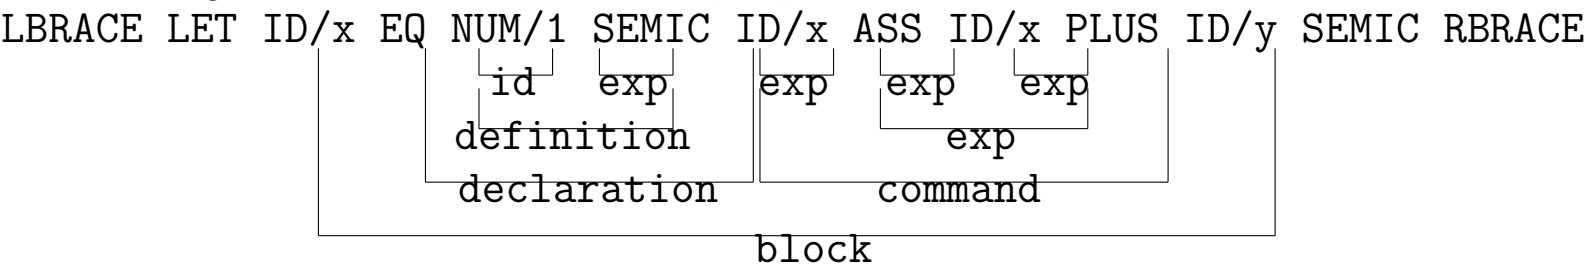 LBRACE LET ID/x EQ NUM/1 SEMIC ID/x ASS ID/x PLUS ID/y SEMIC RBRACE
id exp exp exp exp
definition exp
declaration command
block